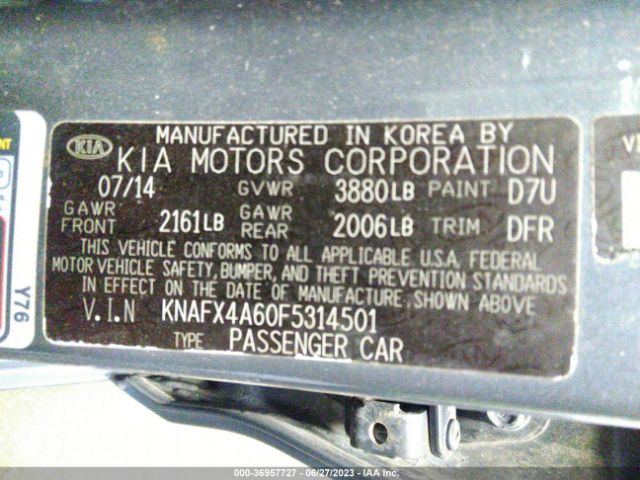 MANUFACTURED IN KOREA BY
KIA KIA MOTORS CORPORATION
07/14 GVWR 3880LB PAINT D7U
GAWR FRONT 2161LB GAWR REAR 2006LB TRIM DFR
THIS VEHICLE CONFORMS TO ALL APPLICABLE U.S.A. FEDERAL
MOTOR VEHICLE SAFETY, BUMPER, AND THEFT PREVENTION STANDARDS
IN EFFECT ON THE DATE OF MANUFACTURE SHOWN ABOVE
V.I.N KNAFX4A60F5314501
TYPE PASSENGER CAR
Y76
000-36957727 - 06/27/2023 - IAA Inc.